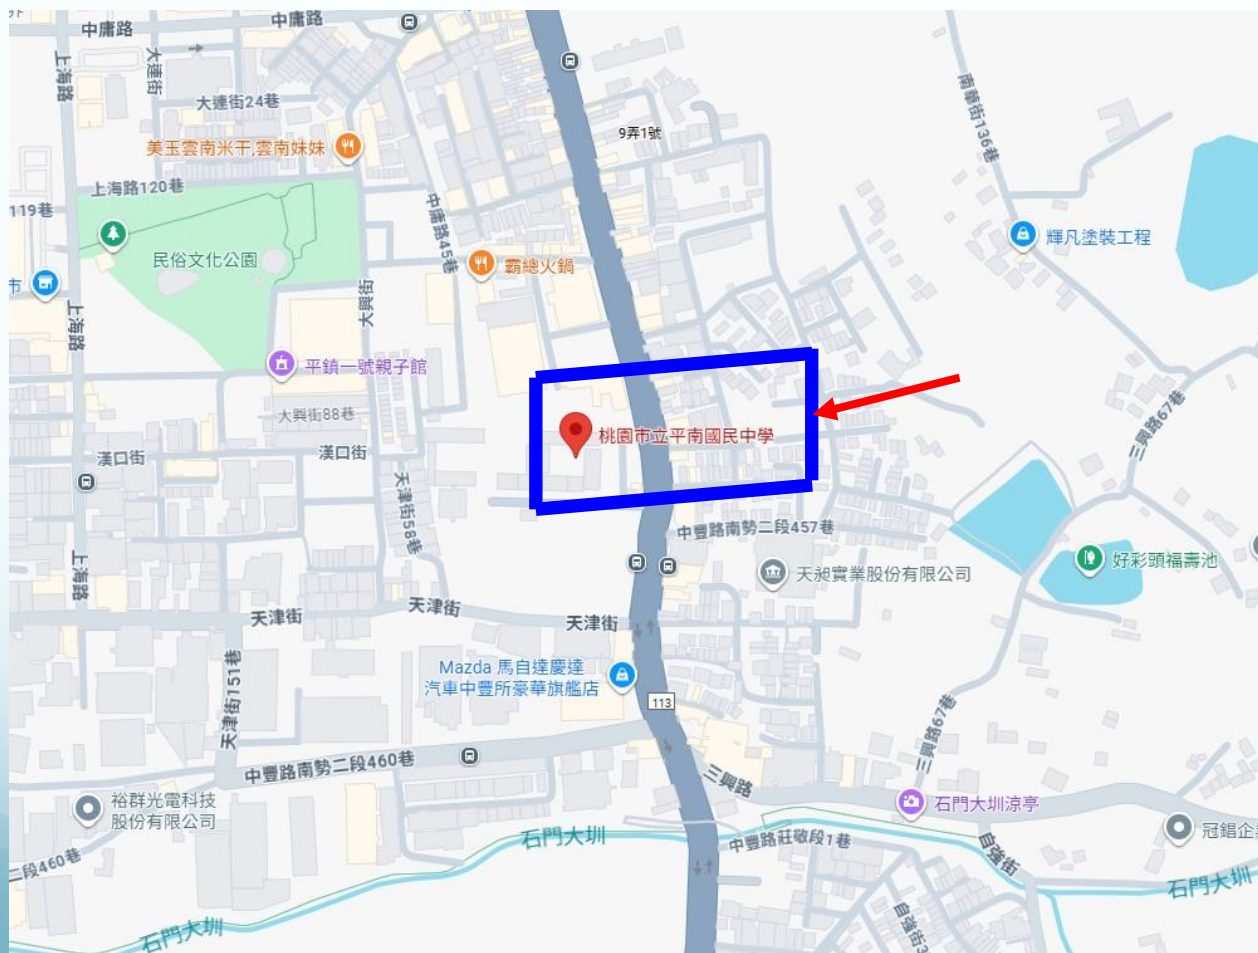 中庸路
中庸路
上海路
大連街
大連街24巷
9弄1號
南華街136巷
美玉雲南米干,雲南妹妹
上海路120巷
119巷
中庸路45巷
輝凡塗裝工程
民俗文化公園
霸總火鍋
市
大興街
上海路
平鎮一號親子館
大興街88巷
桃園市立平南國民中學
三興路67巷
漢口街
漢口街
天津街58巷
中豐路南勢二段457巷
上海路
天昶實業股份有限公司
好彩頭福壽池
天津街
天津街
天津街
天津街151巷
Mazda 馬自達慶達
汽車中豐所豪華旗艦店
113
三興路67巷
中豐路南勢二段460巷
三興路
裕群光電科技
股份有限公司
石門大圳涼亭
冠錩企
石門大圳
中豐路莊敬段1巷
自強街
二段460巷
石門大圳
石門大圳
自強街3